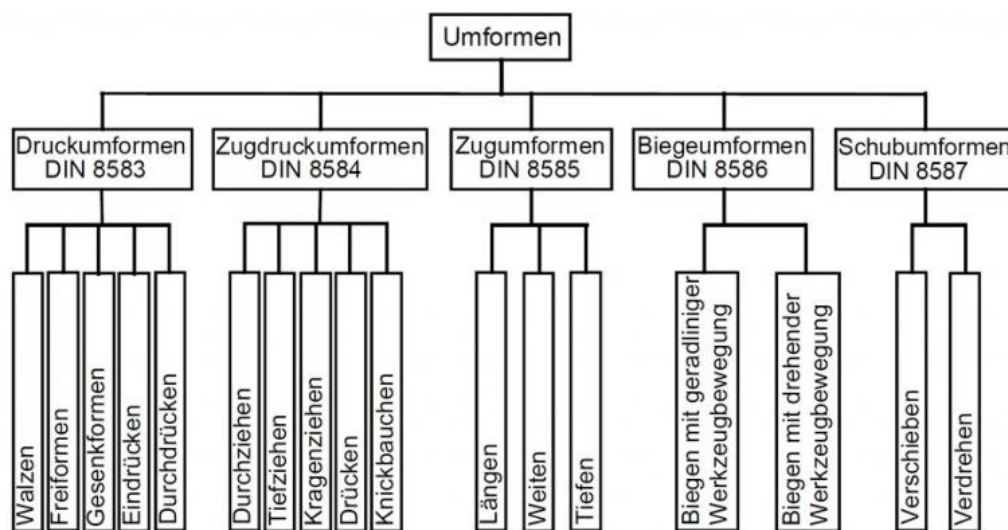 Umformen
Druckumformen
DIN 8583
Zugdruckumformen
DIN 8584
Zugumformen
DIN 8585
Biegeumformen
DIN 8586
Schubumformen
DIN 8587
Walzen
Freiformen
Gesenkformen
Eindrücken
Durchdrücken
Durchziehen
Tiefziehen
Kragenziehen
Drücken
Knickbauchen
Längen
Weiten
Tiefen
Biegen mit geradliniger
Werkzeugbewegung
Biegen mit drehender
Werkzeugbewegung
Verschieben
Verdrehen